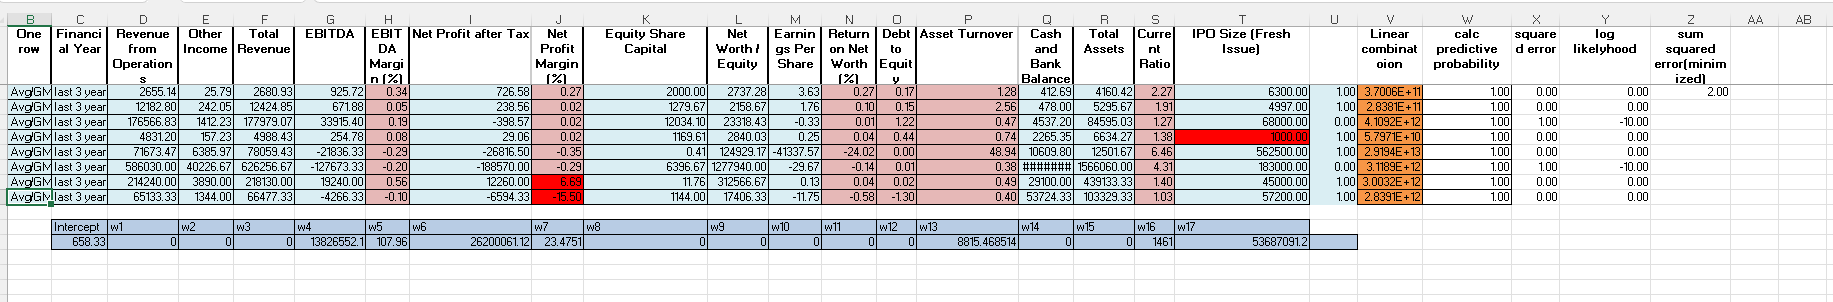 B C D E F G H I J K L M N O P Q R S T U V W X Y Z AA AB
One row Financi al Year Revenue from Operation s Other Income Total Revenue EBITDA EBIT DA Margi n (%) Net Profit after Tax Net Profit Margin (%) Equity Share Capital Net Worth / Equity Earnin gs Per Share Return on Net Worth (%) Debt to Equit y Asset Turnover Cash and Bank Balance Total Assets Curre nt Ratio IPO Size (Fresh Issue) Linear combinat oion calc predictive probability square d error log likelyhood sum squared error(minim ized)
Avg/GM last 3 year 2655.14 25.79 2680.93 925.72 0.34 726.58 0.27 2000.00 2737.28 3.63 0.27 0.17 1.28 412.69 4160.42 2.27 6300.00 1.00 3.7006E+11 1.00 0.00 0.00 2.00
Avg/GM last 3 year 12182.80 242.05 12424.85 671.88 0.05 238.56 0.02 1279.67 2158.67 1.76 0.10 0.15 2.56 478.00 5295.67 1.91 4997.00 1.00 2.8381E+11 1.00 0.00 0.00
Avg/GM last 3 year 176566.83 1412.23 177979.07 33915.40 0.19 -398.57 0.02 12034.10 23318.43 -0.33 0.01 1.22 0.47 4537.20 84595.03 1.27 68000.00 0.00 4.1092E+12 1.00 1.00 -10.00
Avg/GM last 3 year 4831.20 157.23 4988.43 254.78 0.08 29.06 0.02 1169.61 2840.03 0.25 0.04 0.44 0.74 2265.35 6634.27 1.38 1000.00 1.00 5.7971E+10 1.00 0.00 0.00
Avg/GM last 3 year 71673.47 6385.97 78059.43 -21836.33 -0.29 -26816.50 -0.35 0.41 124929.17 -41337.57 -24.02 0.00 48.94 10609.80 12501.67 6.46 562500.00 1.00 2.9194E+13 1.00 0.00 0.00
Avg/GM last 3 year 586030.00 40226.67 626256.67 -127673.33 -0.20 -188570.00 -0.29 6396.67 1277940.00 -29.67 -0.14 0.01 0.38 ####### 1566060.00 4.31 183000.00 0.00 3.1189E+12 1.00 1.00 -10.00
Avg/GM last 3 year 214240.00 3890.00 218130.00 19240.00 0.56 12260.00 6.69 11.76 312566.67 0.13 0.04 0.02 0.49 29100.00 439133.33 1.40 45000.00 1.00 3.0032E+12 1.00 0.00 0.00
Avg/GM last 3 year 65133.33 1344.00 66477.33 -4266.33 -0.10 -6594.33 -15.50 1144.00 17406.33 -11.75 -0.58 -1.30 0.40 53724.33 103329.33 1.03 57200.00 1.00 2.8391E+12 1.00 0.00 0.00
Intercept w1 w2 w3 w4 w5 w6 w7 w8 w9 w10 w11 w12 w13 w14 w15 w16 w17
658.33 0 0 0 13826552.1 107.96 26200061.12 23.4751 0 0 0 0 0 8815.468514 0 0 1461 53687091.2 0